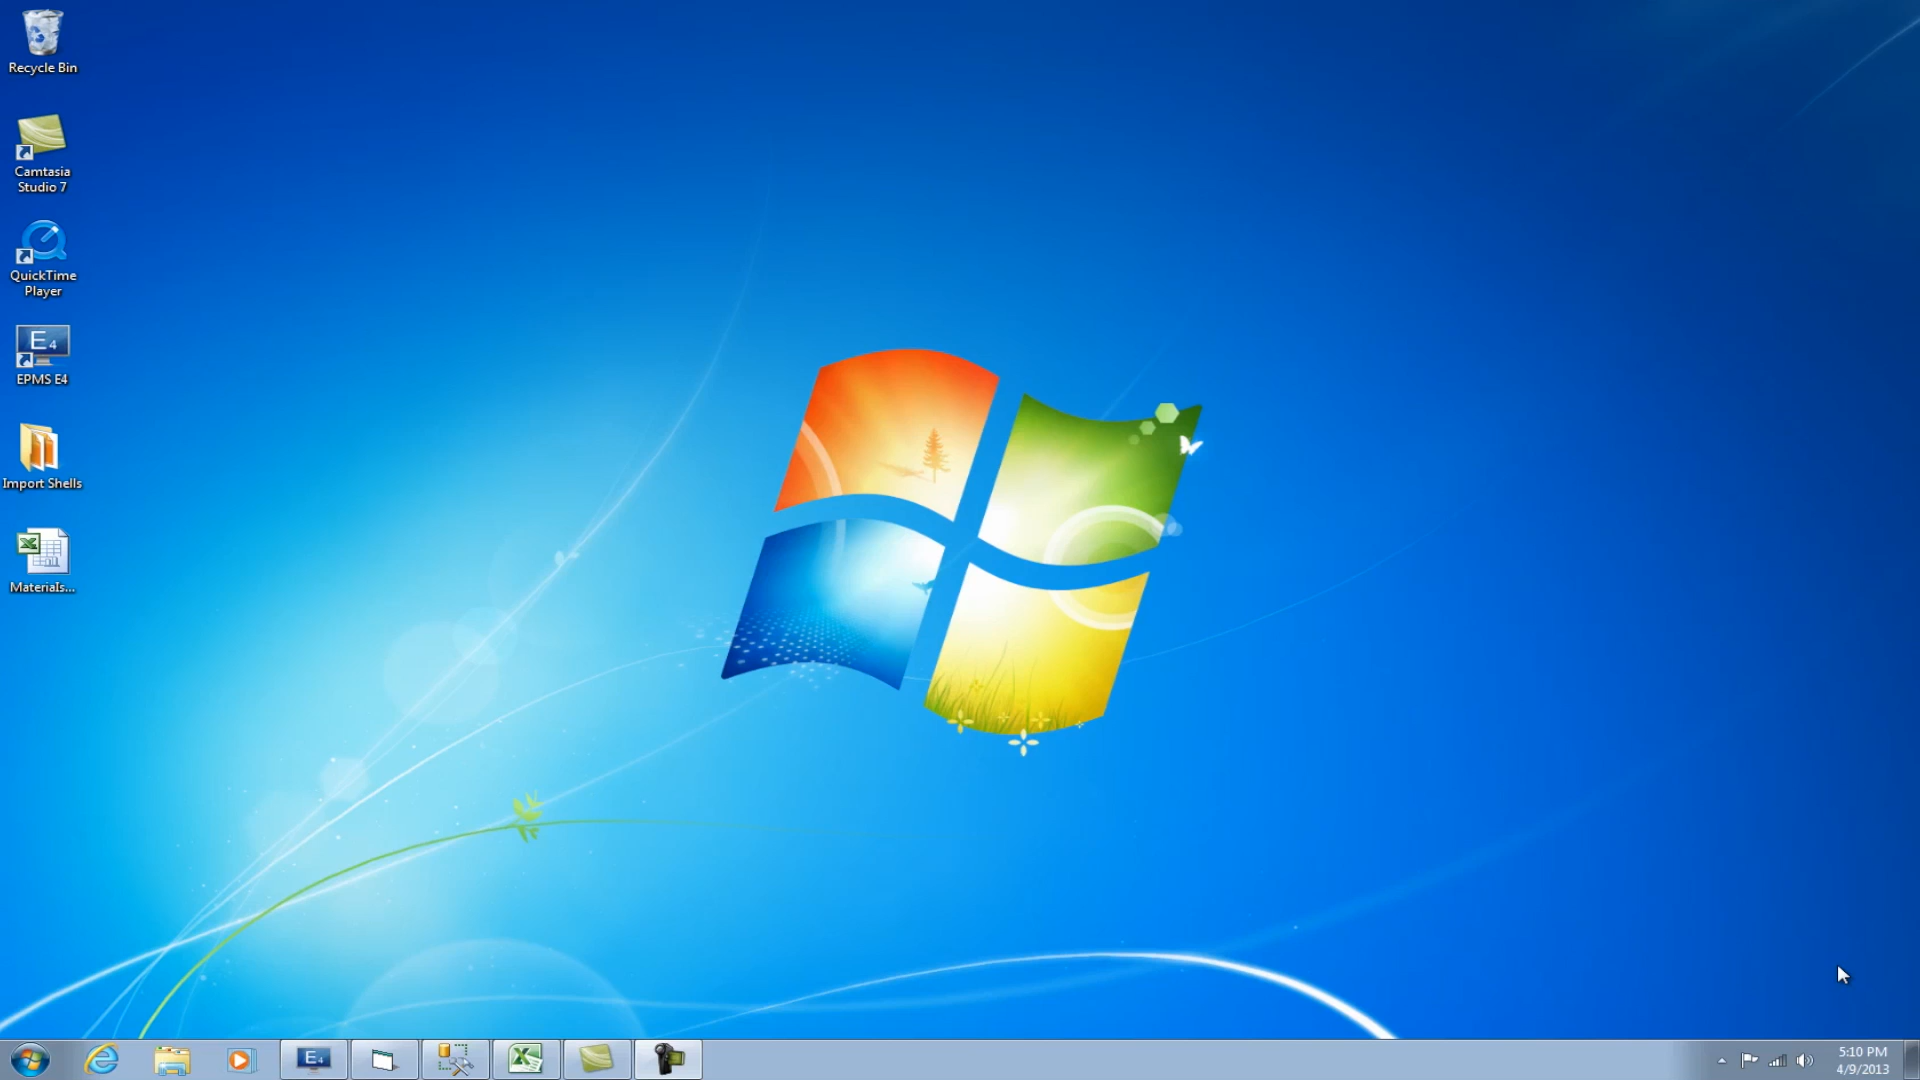 Recycle Bin
Camtasia
Studio 7
QuickTime
Player
E4
EPMS E4
Import Shells
Materials...
E4
5:10 PM
4/9/2013